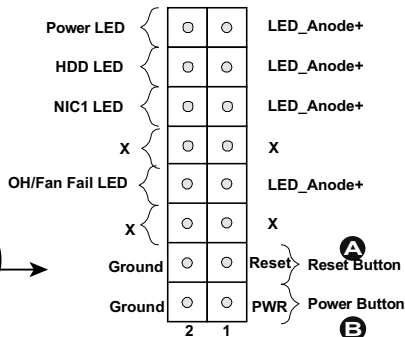 Power LED LED_Anode+
HDD LED LED_Anode+
NIC1 LED LED_Anode+
X X
OH/Fan Fail LED LED_Anode+
X X
A
Ground Reset Reset Button
Ground PWR Power Button
2 1 B